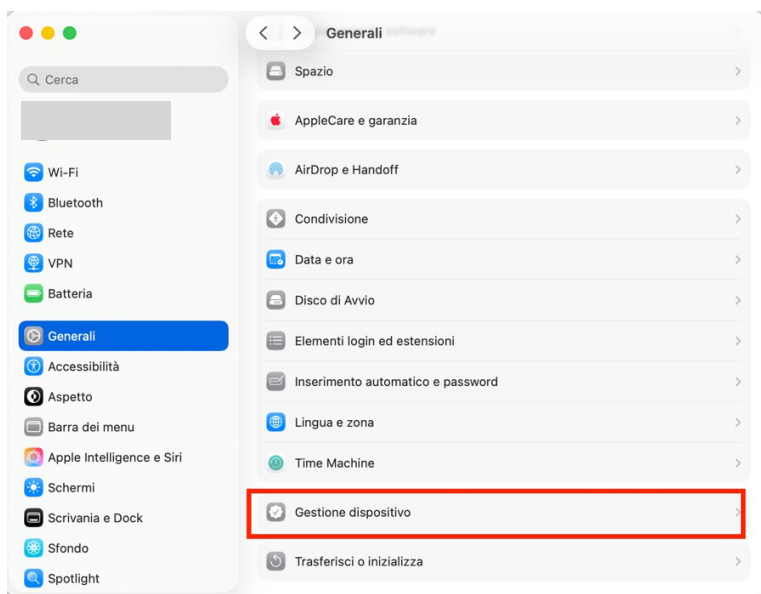 Generali
Cerca
Wi-Fi
Bluetooth
Rete
VPN
Batteria
Generali
Accessibilità
Aspetto
Barra dei menu
Apple Intelligence e Siri
Schermi
Scrivania e Dock
Sfondo
Spotlight
Spazio
AppleCare e garanzia
AirDrop e Handoff
Condivisione
Data e ora
Disco di Avvio
Elementi login ed estensioni
Inserimento automatico e password
Lingua e zona
Time Machine
Gestione dispositivo
Trasferisci o inizializza